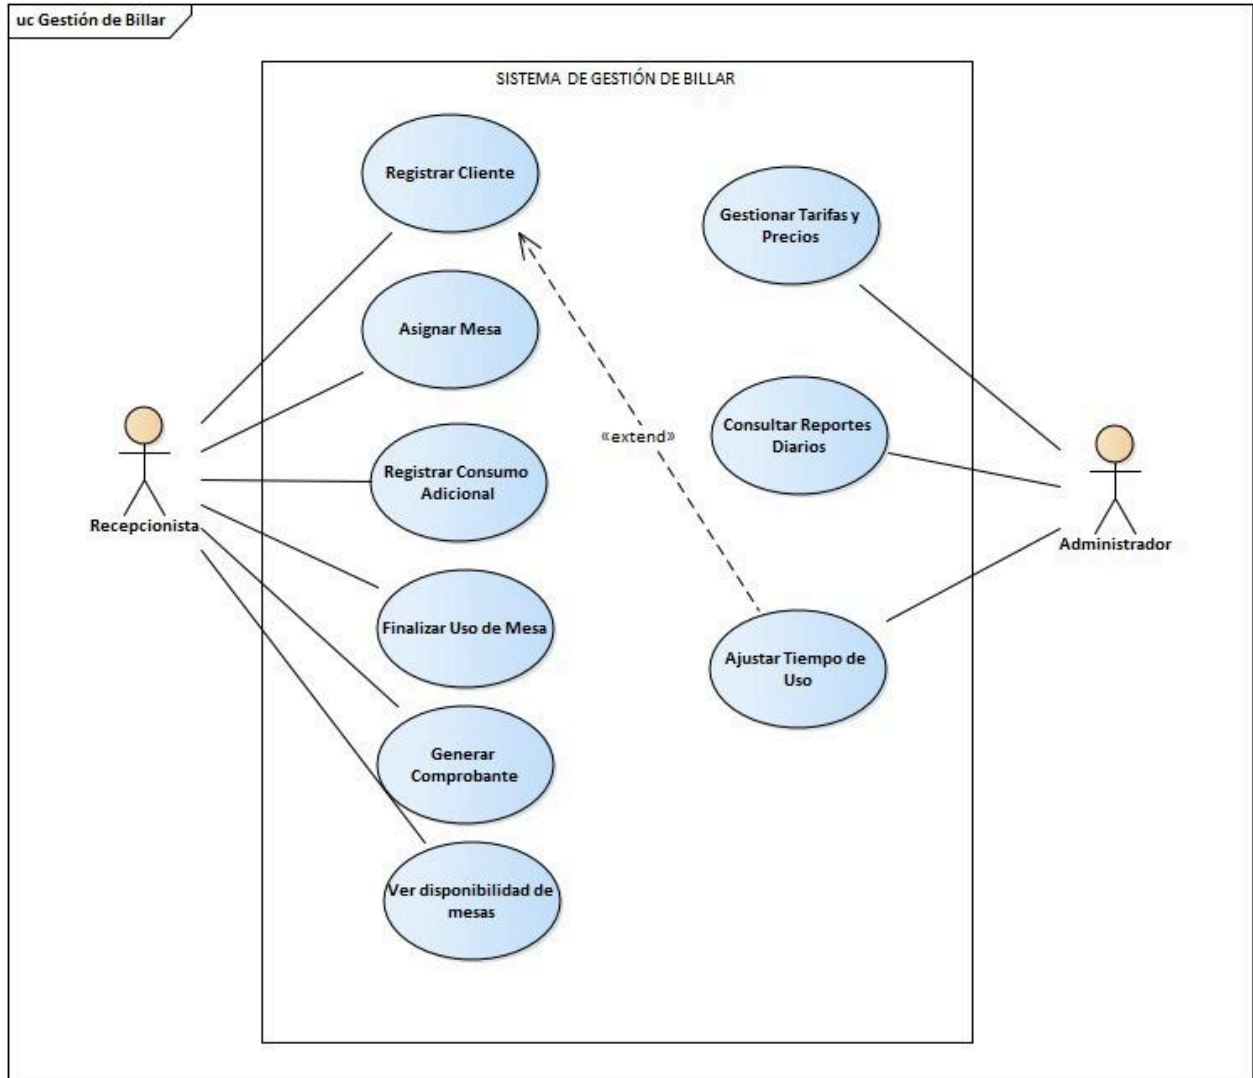 uc Gestión de Billar
SISTEMA DE GESTIÓN DE BILLAR
Registrar Cliente
Gestionar Tarifas y
Precios
Asignar Mesa
Consultar Reportes
Diarios
«extend»
Registrar Consumo
Adicional
Recepcionista
Administrador
Finalizar Uso de Mesa
Ajustar Tiempo de
Uso
Generar
Comprobante
Ver disponibilidad de
mesas